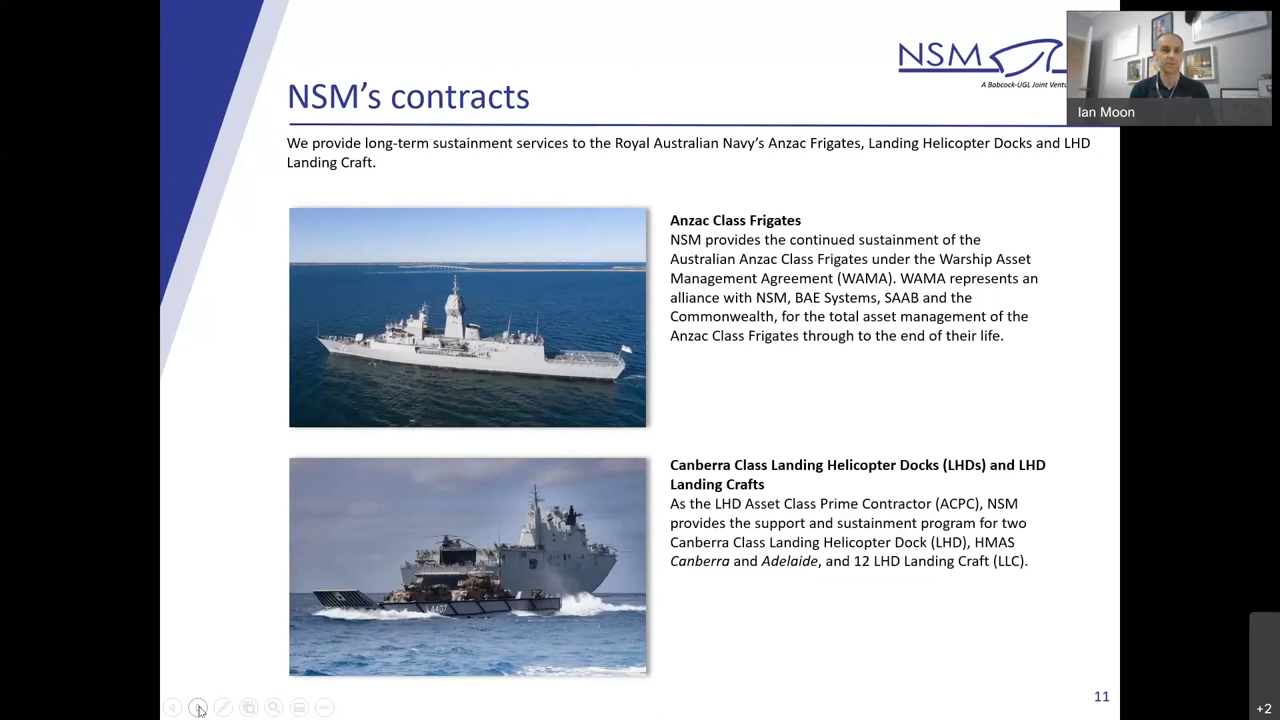 NSM
A Babcock-UGL Joint Ventu
Ian Moon
NSM's contracts
We provide long-term sustainment services to the Royal Australian Navy's Anzac Frigates, Landing Helicopter Docks and LHD
Landing Craft.
Anzac Class Frigates
NSM provides the continued sustainment of the
Australian Anzac Class Frigates under the Warship Asset
Management Agreement (WAMA). WAMA represents an
alliance with NSM, BAE Systems, SAAB and the
Commonwealth, for the total asset management of the
Anzac Class Frigates through to the end of their life.
Canberra Class Landing Helicopter Docks (LHDs) and LHD
Landing Crafts
As the LHD Asset Class Prime Contractor (ACPC), NSM
provides the support and sustainment program for two
Canberra Class Landing Helicopter Dock (LHD), HMAS
Canberra and Adelaide, and 12 LHD Landing Craft (LLC).
L4407
11
+2